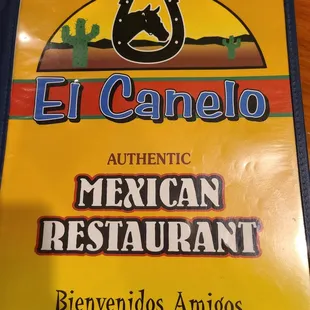 El Canelo
AUTHENTIC
MEXICAN
RESTAURANT
Bienvenidos Amigos